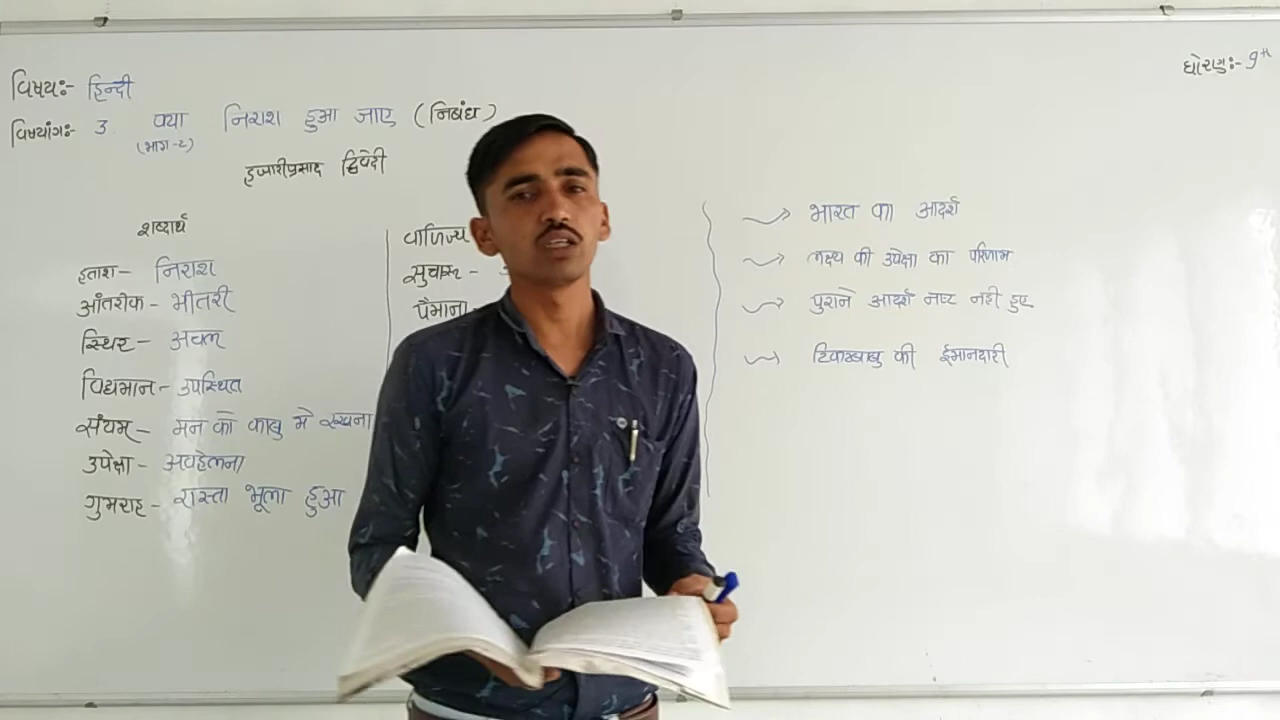 विषयः- हिन्दी
धोरणः- 9th
विषयांगः- 3. क्या निराश हुआ जाए (निबंध)
(भाग-2)
हजारीप्रसाद द्विवेदी
शब्दार्थ
हताश - निराश
आंतरीक - भीतरी
स्थिर - अचल
विद्यमान - उपस्थित
संयम - मन को काबु मे रखना
उपेक्षा - अवहेलना
गुमराह - रास्ता भूला हुआ
वाणिज्य
सुचारू -
पैमाना
भारत का आदर्श
लक्ष्य की उपेक्षा का परिणाम
पुराने आदर्श नष्ट नही हुए
टिकटबाबु की ईमानदारी